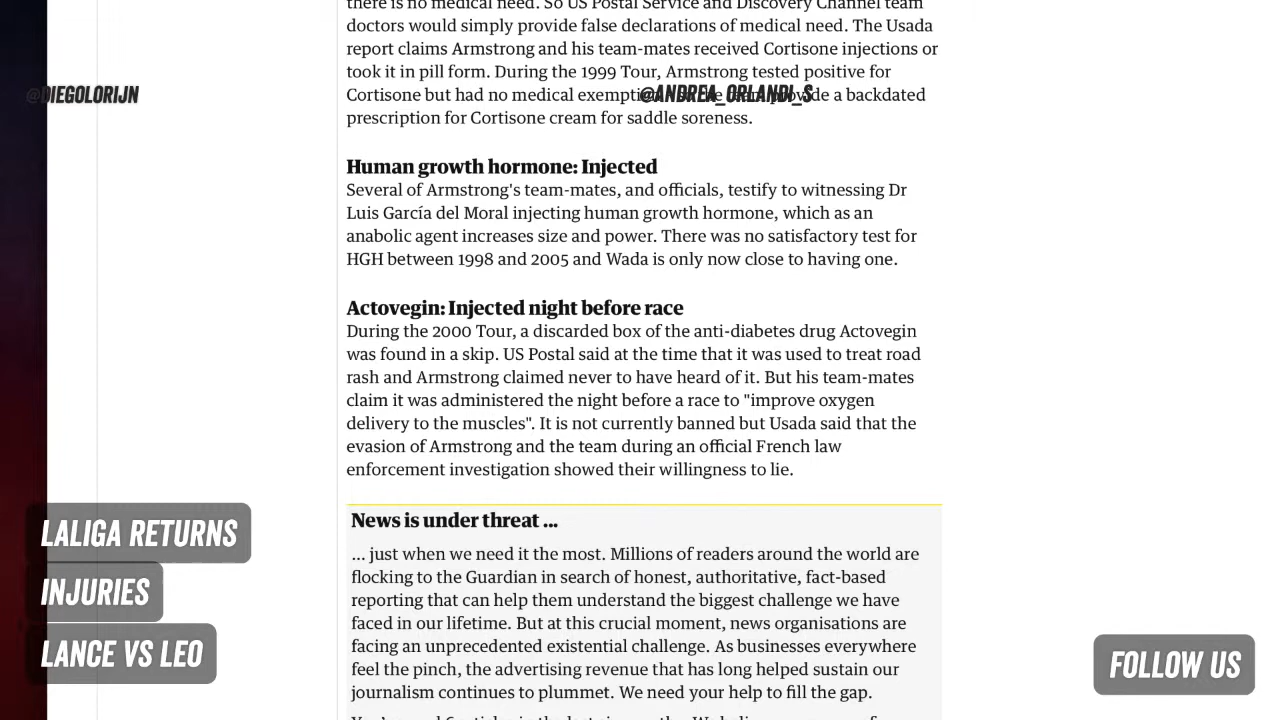 there is no medical need. So US Postal Service and Discovery Channel team
doctors would simply provide false declarations of medical need. The Usada
report claims Armstrong and his team-mates received Cortisone injections or
took it in pill form. During the 1999 Tour, Armstrong tested positive for
@DIEGOLORIJN
@ANDREA_ORLANDI_S
Cortisone but had no medical provide a backdated
prescription for Cortisone cream for saddle soreness.
Human growth hormone: Injected
Several of Armstrong's team-mates, and officials, testify to witnessing Dr
Luis García del Moral injecting human growth hormone, which as an
anabolic agent increases size and power. There was no satisfactory test for
HGH between 1998 and 2005 and Wada is only now close to having one.
Actovegin: Injected night before race
During the 2000 Tour, a discarded box of the anti-diabetes drug Actovegin
was found in a skip. US Postal said at the time that it was used to treat road
rash and Armstrong claimed never to have heard of it. But his team-mates
claim it was administered the night before a race to "improve oxygen
delivery to the muscles". It is not currently banned but Usada said that the
evasion of Armstrong and the team during an official French law
enforcement investigation showed their willingness to lie.
News is under threat ...
... just when we need it the most. Millions of readers around the world are
flocking to the Guardian in search of honest, authoritative, fact-based
reporting that can help them understand the biggest challenge we have
faced in our lifetime. But at this crucial moment, news organisations are
facing an unprecedented existential challenge. As businesses everywhere
feel the pinch, the advertising revenue that has long helped sustain our
journalism continues to plummet. We need your help to fill the gap.
LALIGA RETURNS
INJURIES
LANCE VS LEO
FOLLOW US